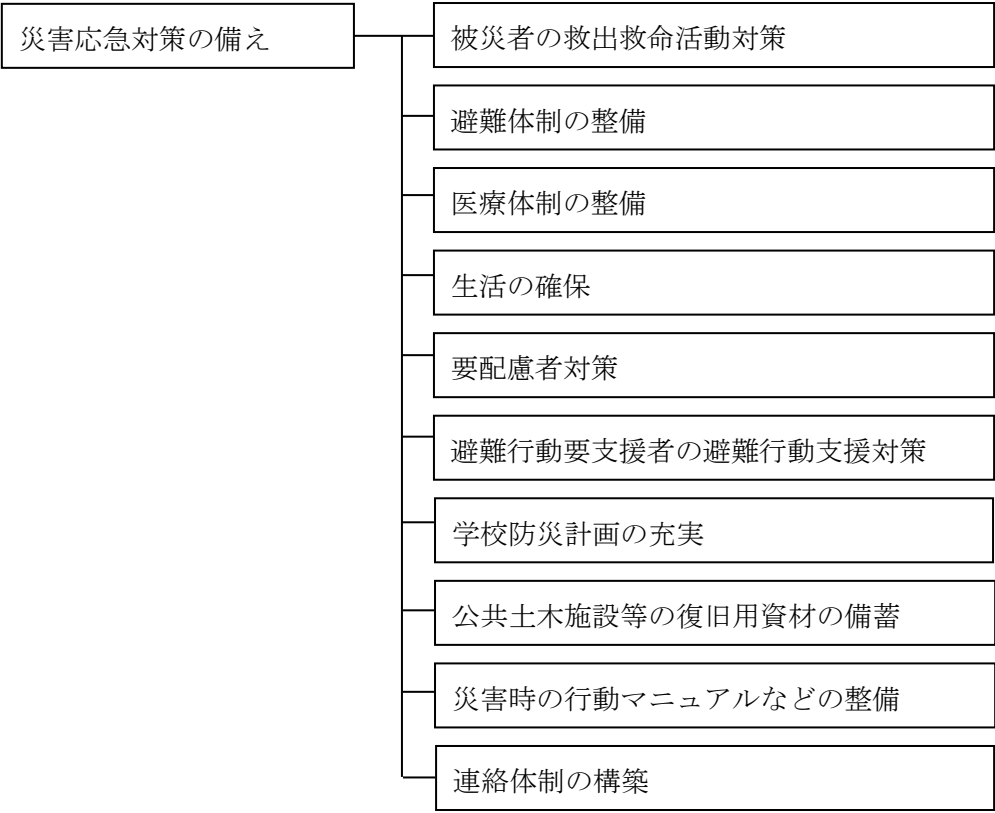 災害応急対策の備え
被災者の救出救命活動対策
避難体制の整備
医療体制の整備
生活の確保
要配慮者対策
避難行動要支援者の避難行動支援対策
学校防災計画の充実
公共土木施設等の復旧用資材の備蓄
災害時の行動マニュアルなどの整備
連絡体制の構築